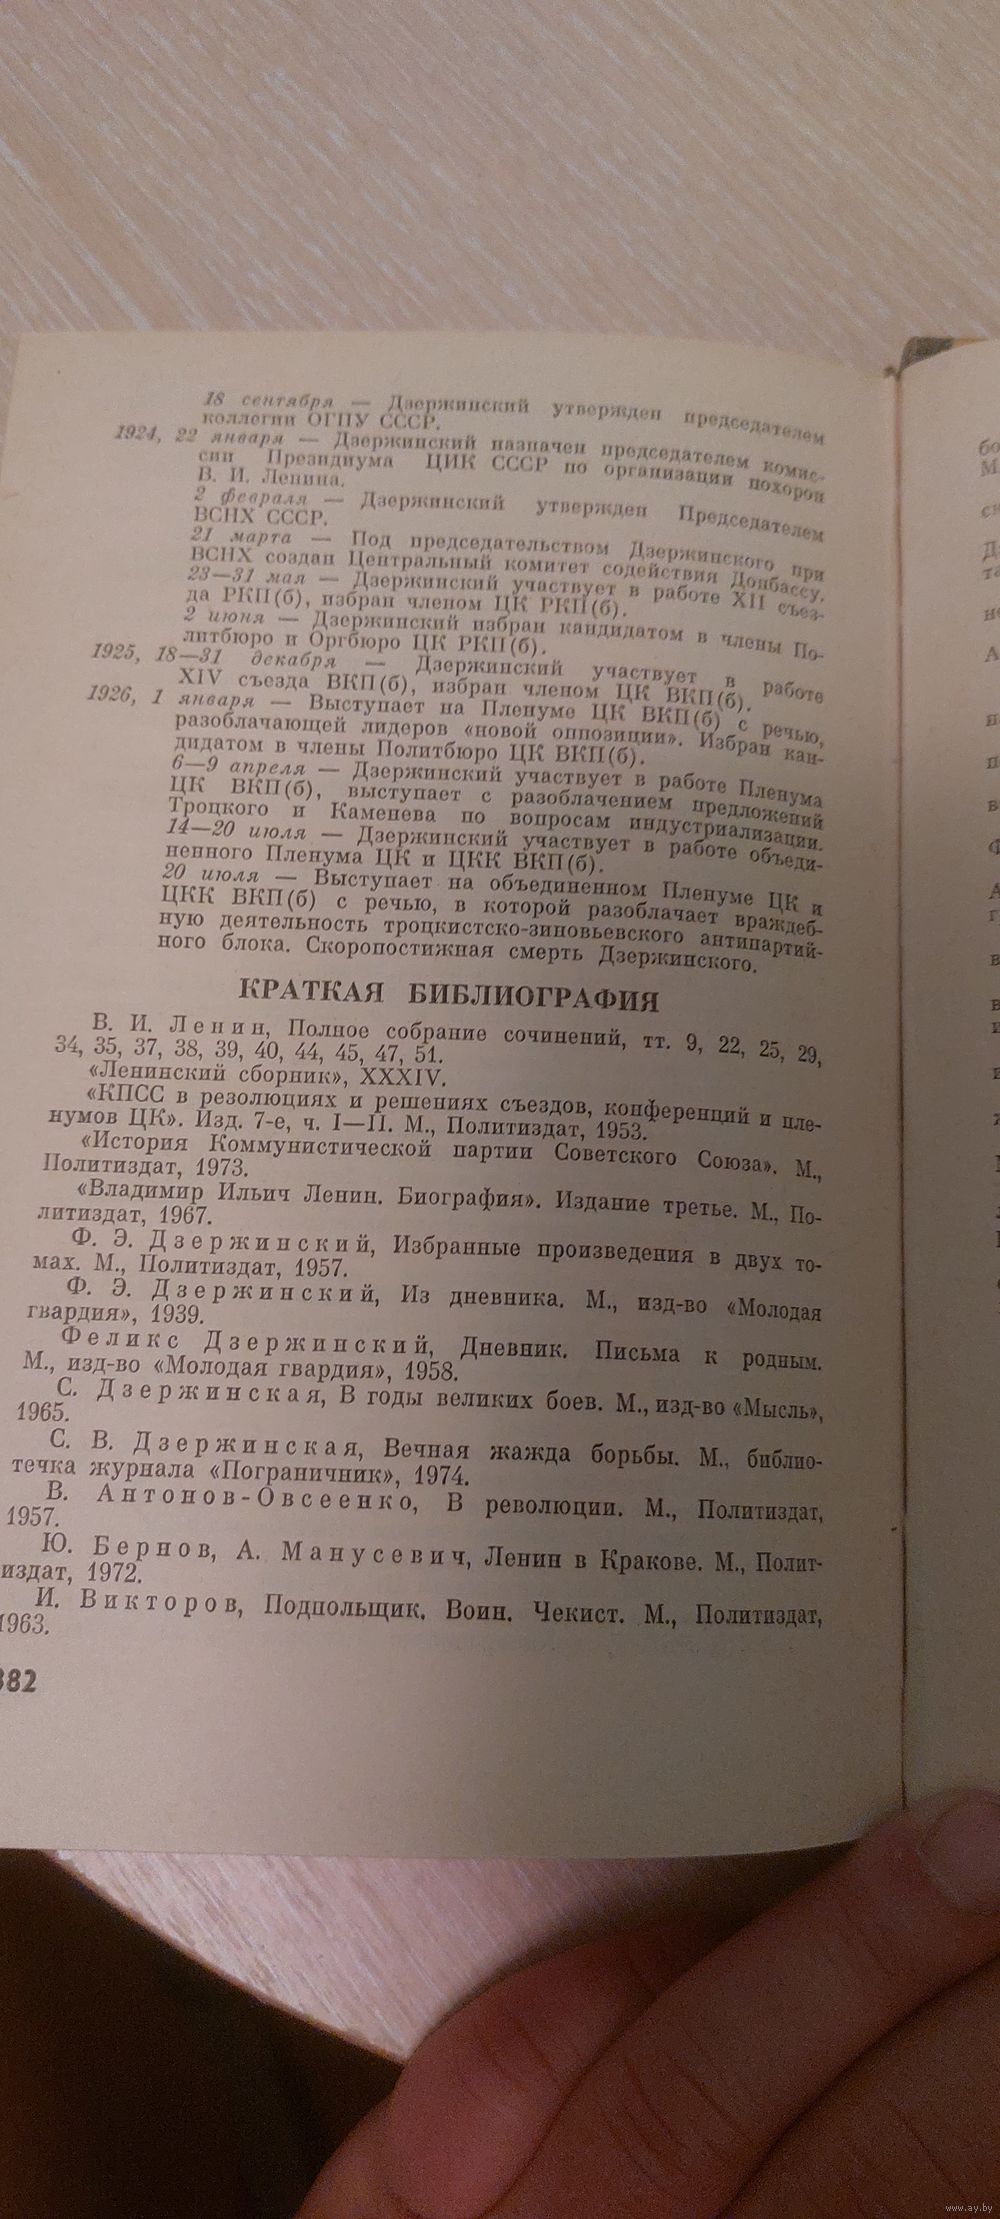 18 сентября — Дзержинский утвержден председателем
коллегии ОГПУ СССР.
1924, 22 января — Дзержинский назначен председателем комис-
сии Президиума ЦИК СССР по организации похорон
В. И. Ленина.
2 февраля — Дзержинский утвержден Председателем
ВСНХ СССР.
21 марта — Под председательством Дзержинского при
ВСНХ создан Центральный комитет содействия Донбассу.
23—31 мая — Дзержинский участвует в работе XII съез-
да РКП(б), избран членом ЦК РКП(б).
2 июня — Дзержинский избран кандидатом в члены По-
литбюро и Оргбюро ЦК РКП(б).
1925, 18—31 декабря — Дзержинский участвует в работе
XIV съезда ВКП(б), избран членом ЦК ВКП(б).
1926, 1 января — Выступает на Пленуме ЦК ВКП(б) с речью,
разоблачающей лидеров «новой оппозиции». Избран кан-
дидатом в члены Политбюро ЦК ВКП(б).
6—9 апреля — Дзержинский участвует в работе Пленума
ЦК ВКП(б), выступает с разоблачением предложений
Троцкого и Каменева по вопросам индустриализации.
14—20 июля — Дзержинский участвует в работе объеди-
ненного Пленума ЦК и ЦКК ВКП(б).
20 июля — Выступает на объединенном Пленуме ЦК и
ЦКК ВКП(б) с речью, в которой разоблачает враждеб-
ную деятельность троцкистско-зиновьевского антипартий-
ного блока. Скоропостижная смерть Дзержинского.
КРАТКАЯ БИБЛИОГРАФИЯ
В. И. Ленин, Полное собрание сочинений, тт. 9, 22, 25, 29,
34, 35, 37, 38, 39, 40, 44, 45, 47, 51.
«Ленинский сборник», XXXIV.
«КПСС в резолюциях и решениях съездов, конференций и пле-
нумов ЦК». Изд. 7-е, ч. I—II. М., Политиздат, 1953.
«История Коммунистической партии Советского Союза». М.,
Политиздат, 1973.
«Владимир Ильич Ленин. Биография». Издание третье. М., По-
литиздат, 1967.
Ф. Э. Дзержинский, Избранные произведения в двух то-
мах. М., Политиздат, 1957.
Ф. Э. Дзержинский, Из дневника. М., изд-во «Молодая
гвардия», 1939.
Феликс Дзержинский, Дневник. Письма к родным.
М., изд-во «Молодая гвардия», 1958.
С. Дзержинская, В годы великих боев. М., изд-во «Мысль»,
1965.
С. В. Дзержинская, Вечная жажда борьбы. М., библио-
течка журнала «Пограничник», 1974.
В. Антонов-Овсеенко, В революции. М., Политиздат,
1957.
Ю. Бернов, А. Манусевич, Ленин в Кракове. М., Полит-
издат, 1972.
И. Викторов, Подпольщик. Воин. Чекист. М., Политиздат,
1963.
382
www.ay.by